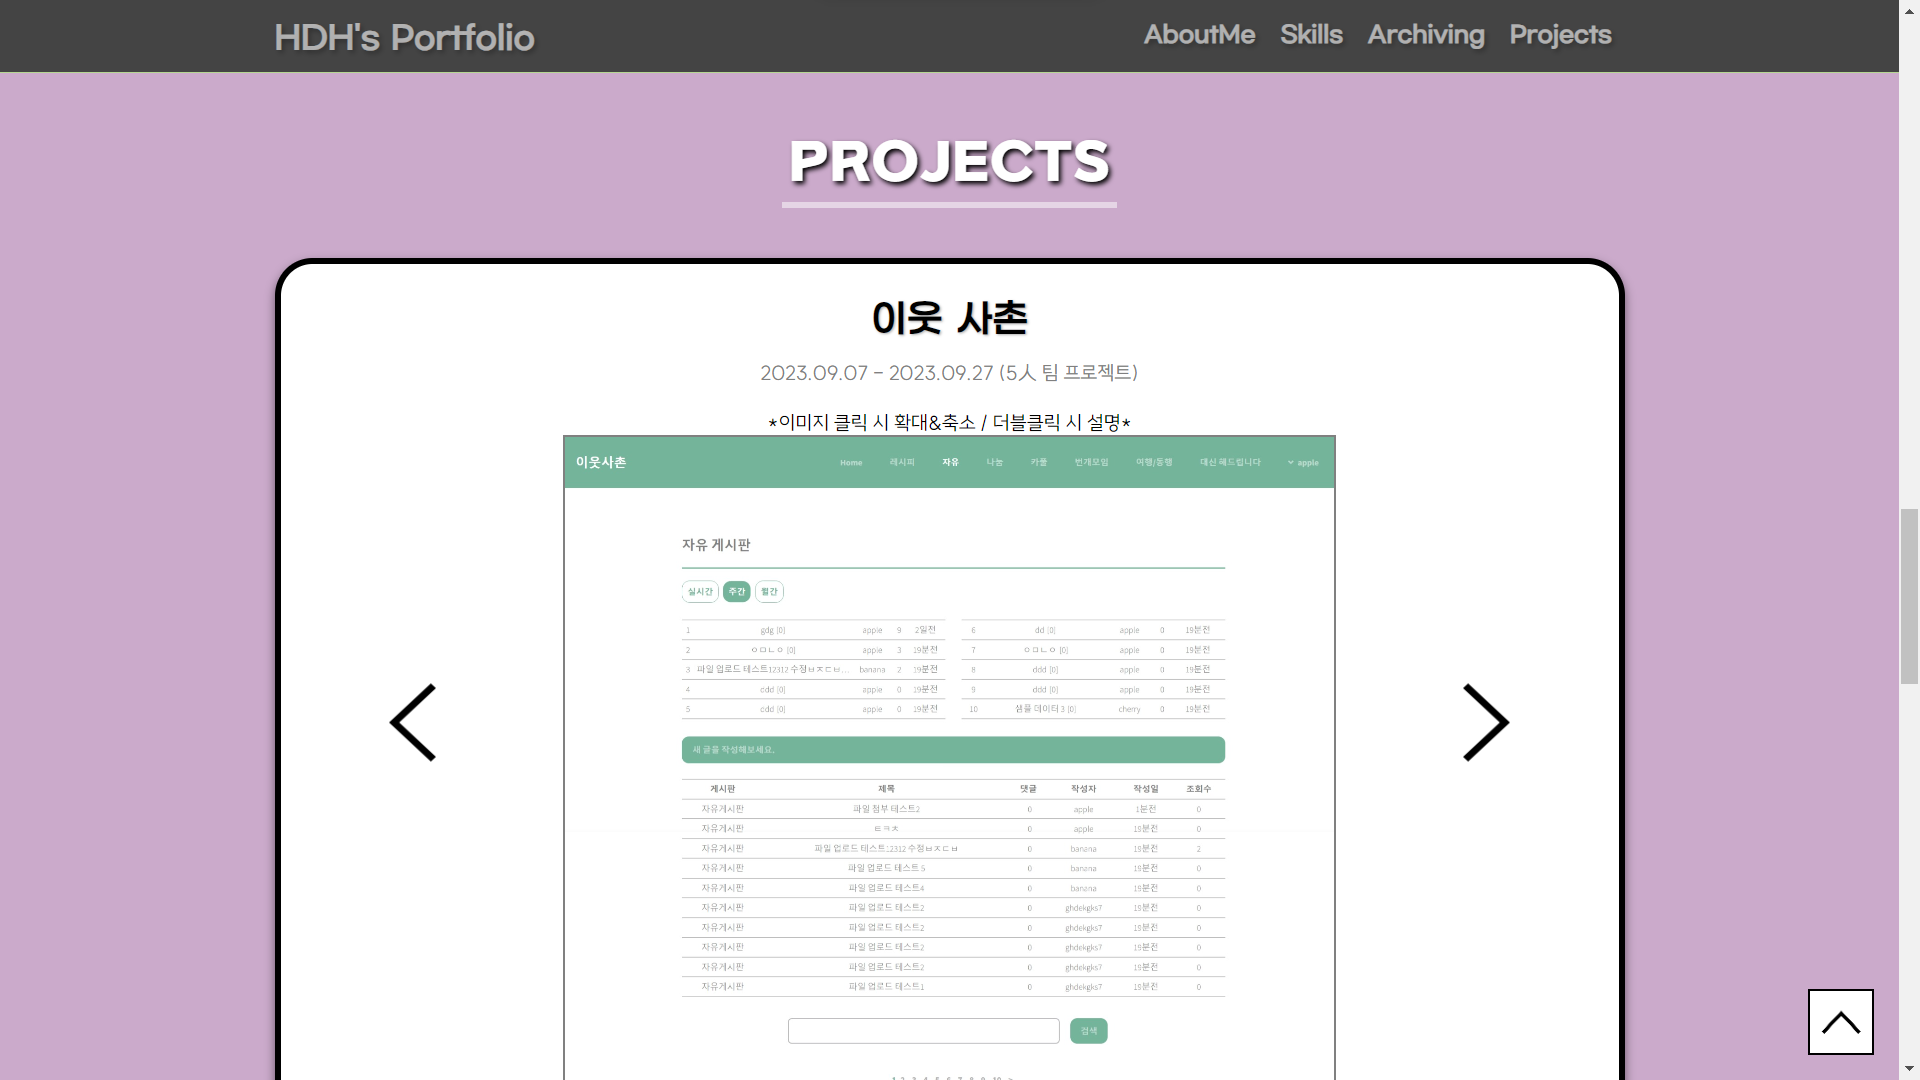 HDH's Portfolio
AboutMe Skills Archiving Projects
PROJECTS
이웃 사촌
2023.09.07 - 2023.09.27 (5人 팀 프로젝트)
*이미지 클릭 시 확대&축소 / 더블클릭 시 설명*
이웃사촌 Home 레시피 자유 나눔 카풀 번개모임 여행/동행 대신 해드립니다 apple
자유 게시판
실시간 주간 월간
1 gdg [0] apple 9 2일전 6 dd [0] apple 0 19분전
2 ㅇㅁㄴㅇ [0] apple 3 19분전 7 ㅇㅁㄴㅇ [0] apple 0 19분전
3 파일 업로드 테스트12312 수정ㅂㅈㄷㅂ... banana 2 19분전 8 ddd [0] apple 0 19분전
4 cdd [0] apple 0 19분전 9 ddd [0] apple 0 19분전
5 cdd [0] apple 0 19분전 10 샘플 데이터 3 [0] cherry 0 19분전
새 글을 작성해보세요.
게시판 제목 댓글 작성자 작성일 조회수
자유게시판 파일 첨부 테스트2 0 apple 1분전 0
자유게시판 ㅌㅋㅊ 0 apple 19분전 0
자유게시판 파일 업로드 테스트12312 수정ㅂㅈㄷㅂ 0 banana 19분전 2
자유게시판 파일 업로드 테스트 5 0 banana 19분전 0
자유게시판 파일 업로드 테스트4 0 banana 19분전 0
자유게시판 파일 업로드 테스트2 0 ghdekgks7 19분전 0
자유게시판 파일 업로드 테스트2 0 ghdekgks7 19분전 0
자유게시판 파일 업로드 테스트2 0 ghdekgks7 19분전 0
자유게시판 파일 업로드 테스트2 0 ghdekgks7 19분전 0
자유게시판 파일 업로드 테스트1 0 ghdekgks7 19분전 0
검색